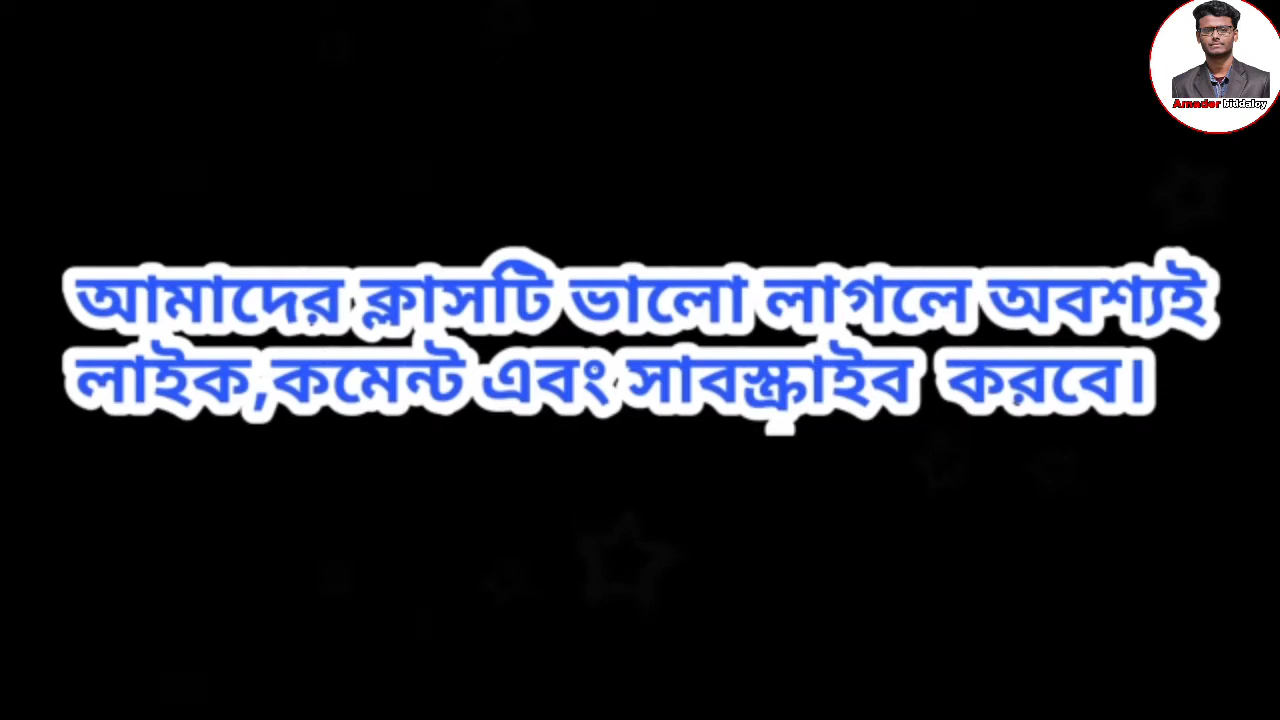 Amader biddaloy
আমাদের ক্লাসটি ভালো লাগলে অবশ্যই
লাইক,কমেন্ট এবং সাবস্ক্রাইব করবে।